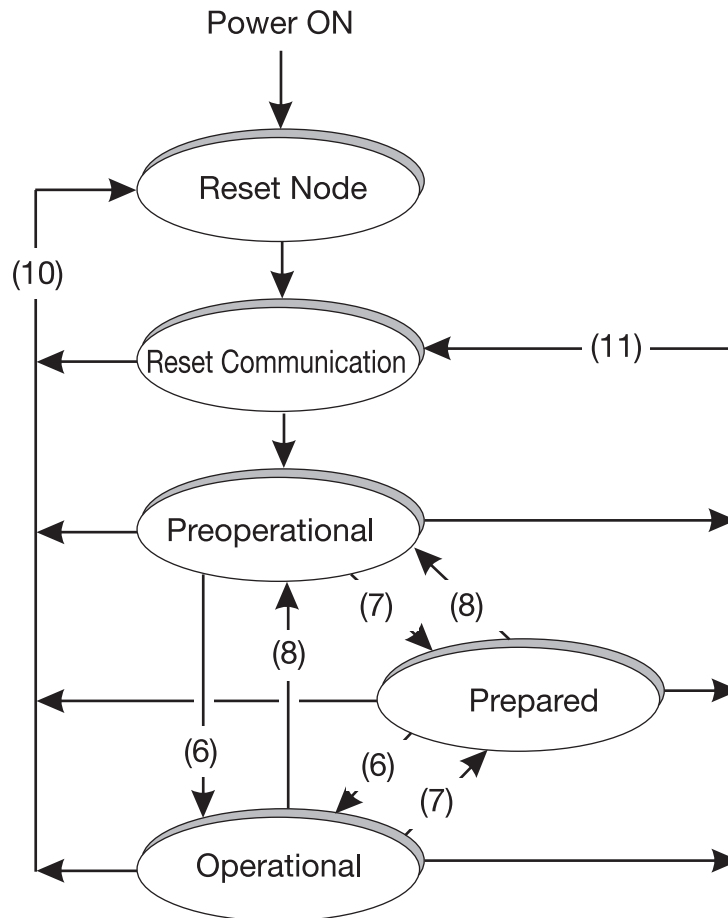 Power ON
Reset Node
(10)
Reset Communication
(11)
Preoperational
(7)
(8)
(8)
Prepared
(6)
(6)
(7)
Operational